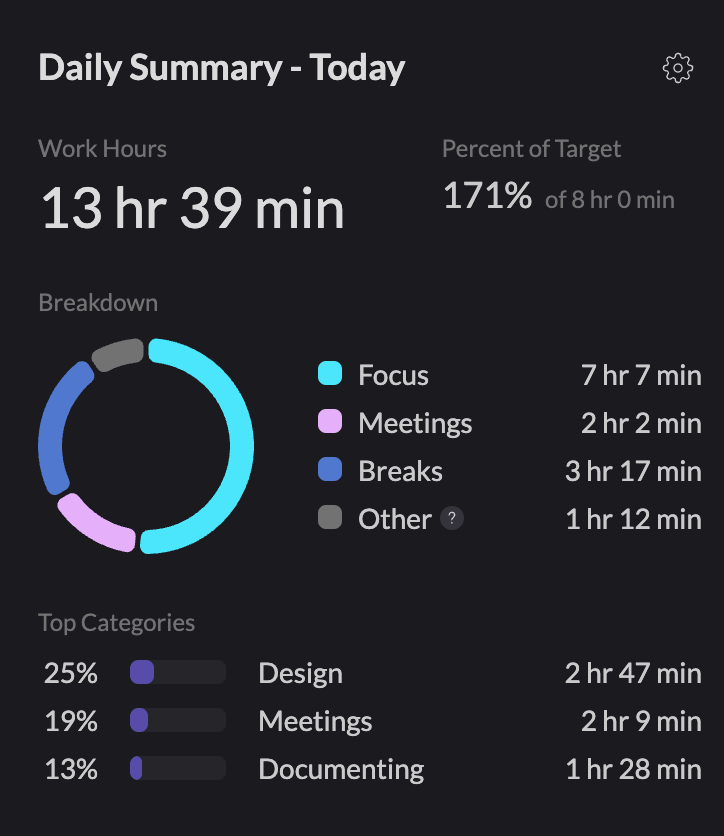 Daily Summary - Today
Work Hours
Percent of Target
13 hr 39 min
171% of 8 hr 0 min
Breakdown
Focus 7 hr 7 min
Meetings 2 hr 2 min
Breaks 3 hr 17 min
Other ? 1 hr 12 min
Top Categories
25% Design 2 hr 47 min
19% Meetings 2 hr 9 min
13% Documenting 1 hr 28 min